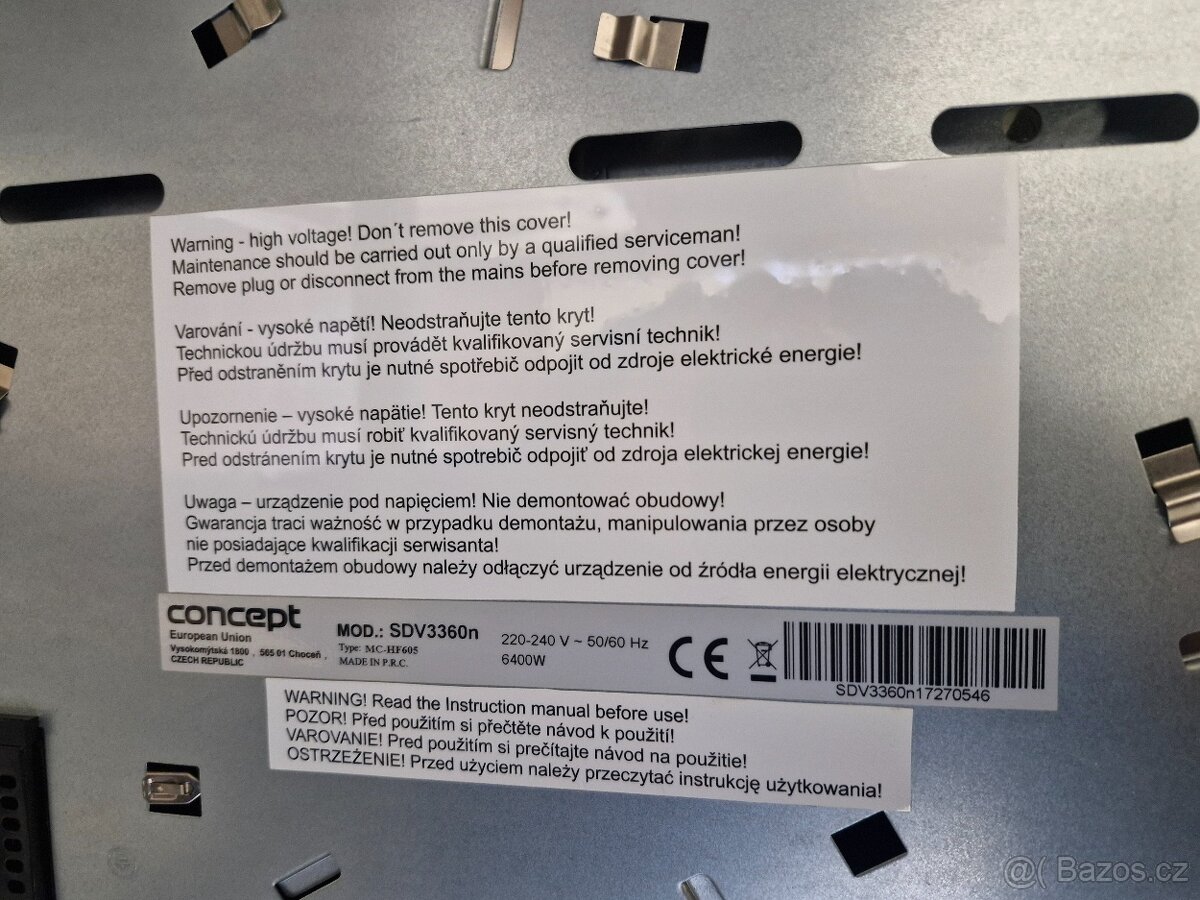 Warning - high voltage! Don´t remove this cover!
Maintenance should be carried out only by a qualified serviceman!
Remove plug or disconnect from the mains before removing cover!
Varování - vysoké napětí! Neodstraňujte tento kryt!
Technickou údržbu musí provádět kvalifikovaný servisní technik!
Před odstraněním krytu je nutné spotřebič odpojit od zdroje elektrické energie!
Upozornenie – vysoké napätie! Tento kryt neodstraňujte!
Technickú údržbu musí robiť kvalifikovaný servisný technik!
Pred odstránením krytu je nutné spotrebič odpojiť od zdroja elektrickej energie!
Uwaga – urządzenie pod napięciem! Nie demontować obudowy!
Gwarancja traci ważność w przypadku demontażu, manipulowania przez osoby
nie posiadające kwalifikacji serwisanta!
Przed demontażem obudowy należy odłączyć urządzenie od źródła energii elektrycznej!
concept
European Union
Vysokomýtská 1800 , 565 01 Choceň ,
CZECH REPUBLIC
MOD.: SDV3360n
Type: MC-HF605
MADE IN P.R.C.
220-240 V ~ 50/60 Hz
6400W
CE
SDV3360n17270546
WARNING! Read the Instruction manual before use!
POZOR! Před použitím si přečtěte návod k použití!
VAROVANIE! Pred použitím si prečítajte návod na použitie!
OSTRZEŻENIE! Przed użyciem należy przeczytać instrukcję użytkowania!
@( Bazos.cz